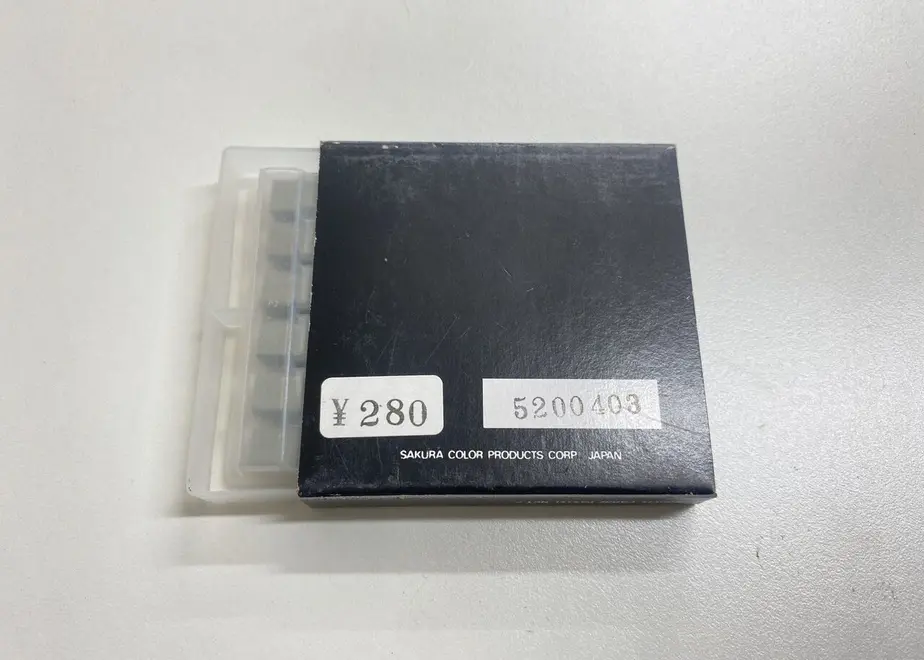 ¥280
5200403
SAKURA COLOR PRODUCTS CORP. JAPAN